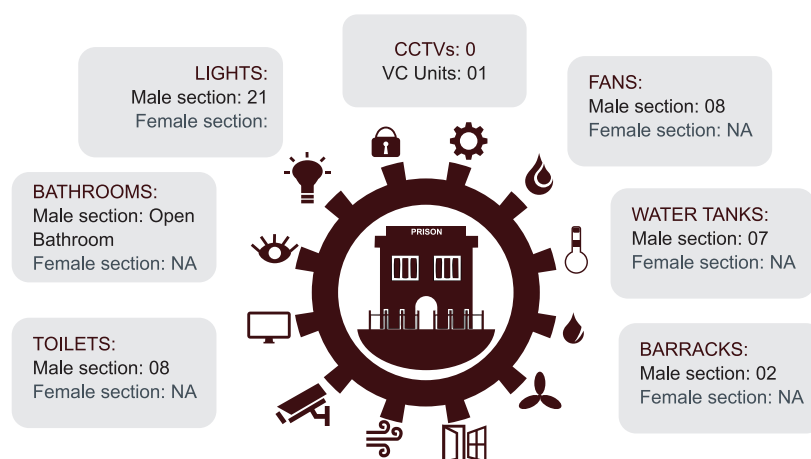 CCTVs: 0
VC Units: 01
LIGHTS:
Male section: 21
Female section:
FANS:
Male section: 08
Female section: NA
BATHROOMS:
Male section: Open
Bathroom
Female section: NA
WATER TANKS:
Male section: 07
Female section: NA
TOILETS:
Male section: 08
Female section: NA
BARRACKS:
Male section: 02
Female section: NA
PRISON